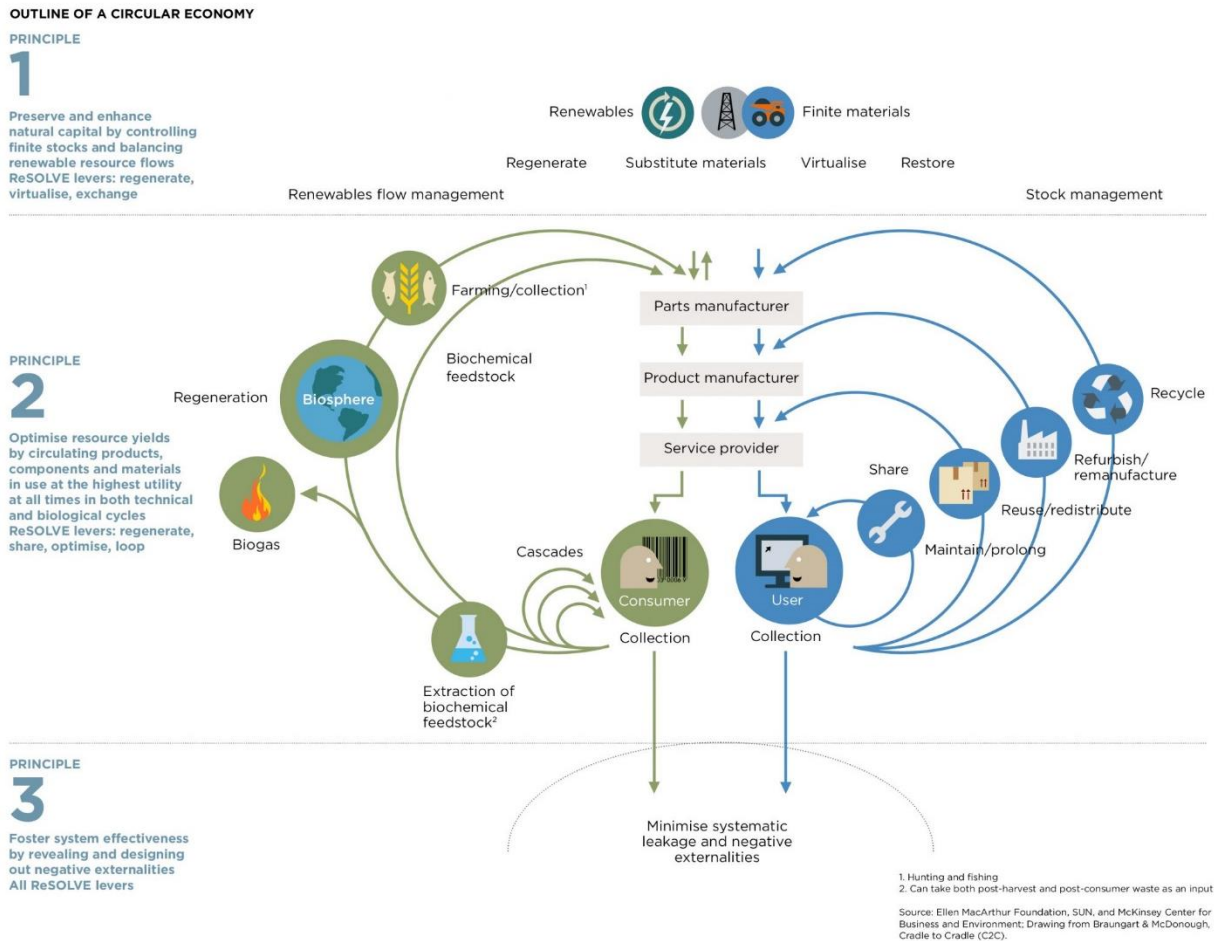 OUTLINE OF A CIRCULAR ECONOMY
PRINCIPLE
1
Preserve and enhance
natural capital by controlling
finite stocks and balancing
renewable resource flows
ReSOLVE levers: regenerate,
virtualise, exchange
Renewables
Finite materials
Regenerate
Substitute materials
Virtualise
Restore
Renewables flow management
Stock management
PRINCIPLE
2
Optimise resource yields
by circulating products,
components and materials
in use at the highest utility
at all times in both technical
and biological cycles
ReSOLVE levers: regenerate,
share, optimise, loop
Farming/collection¹
Biochemical
feedstock
Regeneration
Biosphere
Biogas
Cascades
Extraction of
biochemical
feedstock²
Parts manufacturer
Product manufacturer
Service provider
Consumer
Collection
User
Collection
Share
Maintain/prolong
Reuse/redistribute
Refurbish/
remanufacture
Recycle
PRINCIPLE
3
Foster system effectiveness
by revealing and designing
out negative externalities
All ReSOLVE levers
Minimise systematic
leakage and negative
externalities
1. Hunting and fishing
2. Can take both post-harvest and post-consumer waste as an input
Source: Ellen MacArthur Foundation, SUN, and McKinsey Center for
Business and Environment; Drawing from Braungart & McDonough,
Cradle to Cradle (C2C).